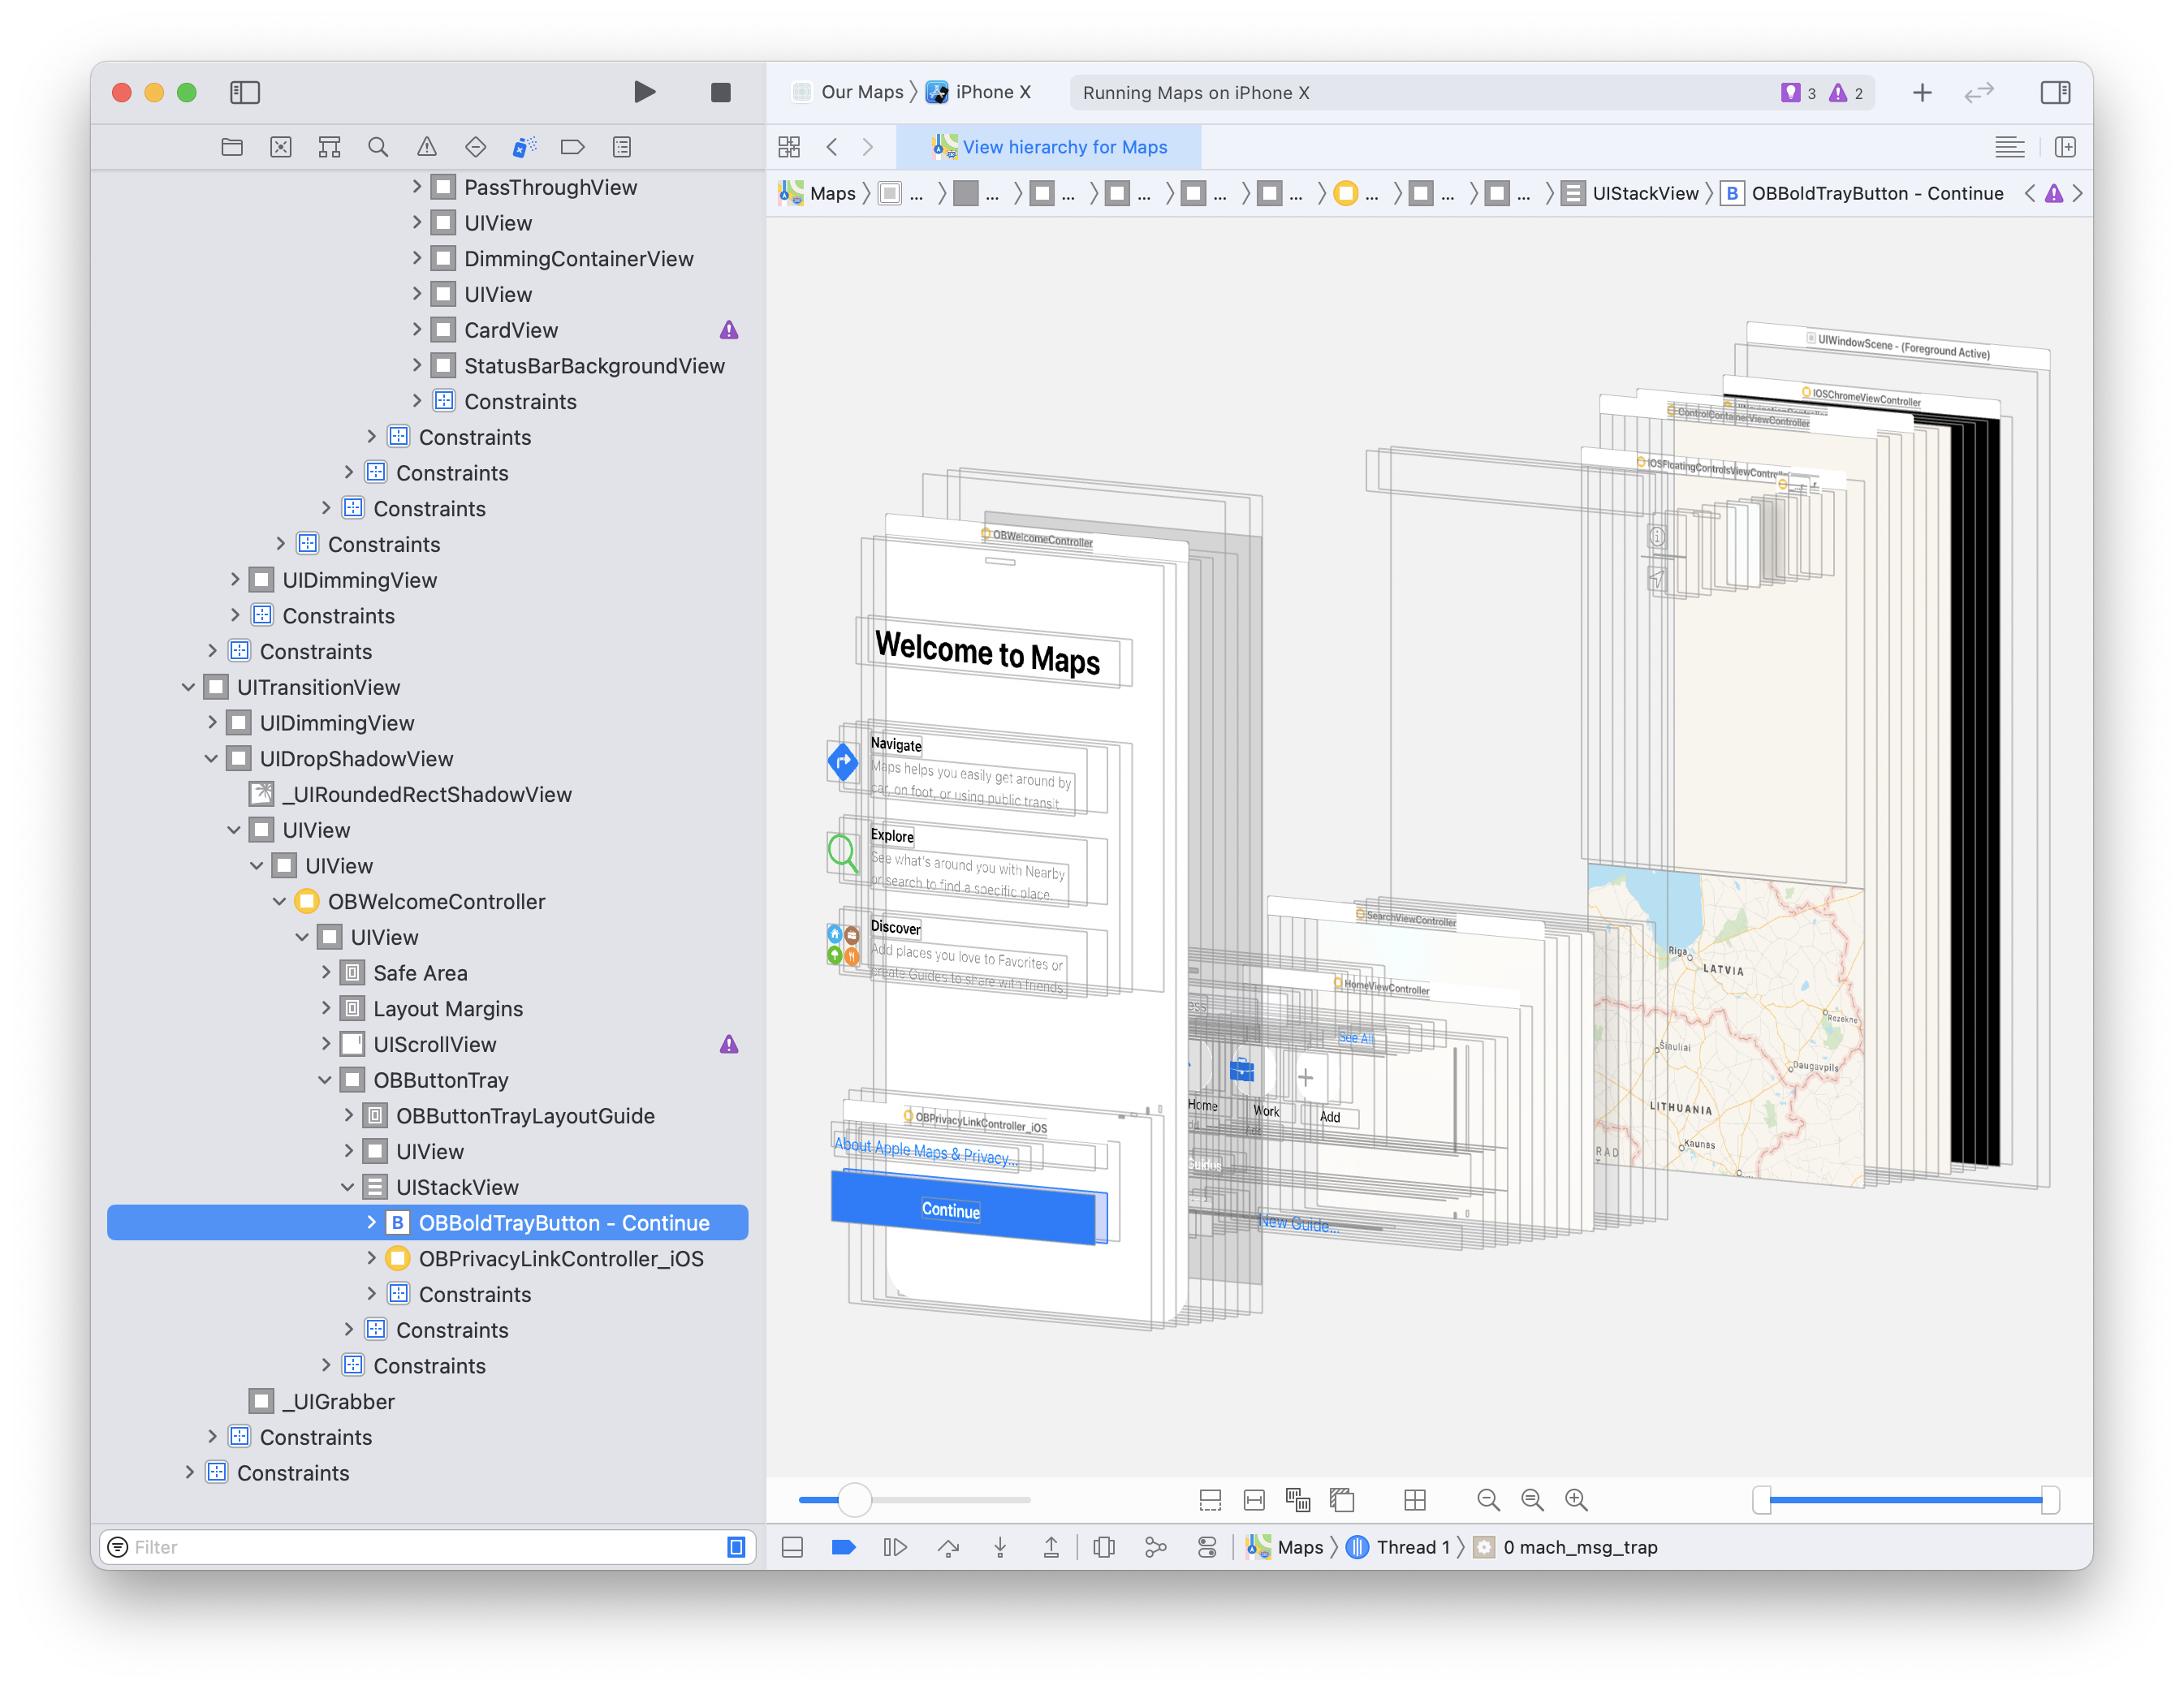 Our Maps
iPhone X
Running Maps on iPhone X
3
2
View hierarchy for Maps
Maps
...
...
...
...
...
...
...
...
...
UIStackView
B
OBBoldTrayButton - Continue
PassThroughView
UIView
DimmingContainerView
UIView
CardView
StatusBarBackgroundView
Constraints
Constraints
Constraints
Constraints
Constraints
UIDimmingView
Constraints
Constraints
UITransitionView
UIDimmingView
UIDropShadowView
_UIRoundedRectShadowView
UIView
UIView
OBWelcomeController
UIView
Safe Area
Layout Margins
UIScrollView
OBButtonTray
OBButtonTrayLayoutGuide
UIView
UIStackView
B OBBoldTrayButton - Continue
OBPrivacyLinkController_iOS
Constraints
Constraints
Constraints
_UIGrabber
Constraints
Constraints
Filter
UIWindowScene - (Foreground Active)
IOSChromeViewController
ControlContainerViewController
OBWelcomeController
Welcome to Maps
Navigate
Maps helps you easily get around by
car, on foot, or using public transit.
Explore
See what's around you with Nearby
or search to find a specific place.
Discover
Add places you love to Favorites or
create Guides to share with friends.
OBPrivacyLinkController_iOS
About Apple Maps & Privacy...
Continue
SearchViewController
HomeViewController
See All
Home
Work
Add
Guides
New Guide...
Riga
LATVIA
Rezekne
Šiauliai
Daugavpils
LITHUANIA
Kaunas
Maps
Thread 1
0 mach_msg_trap